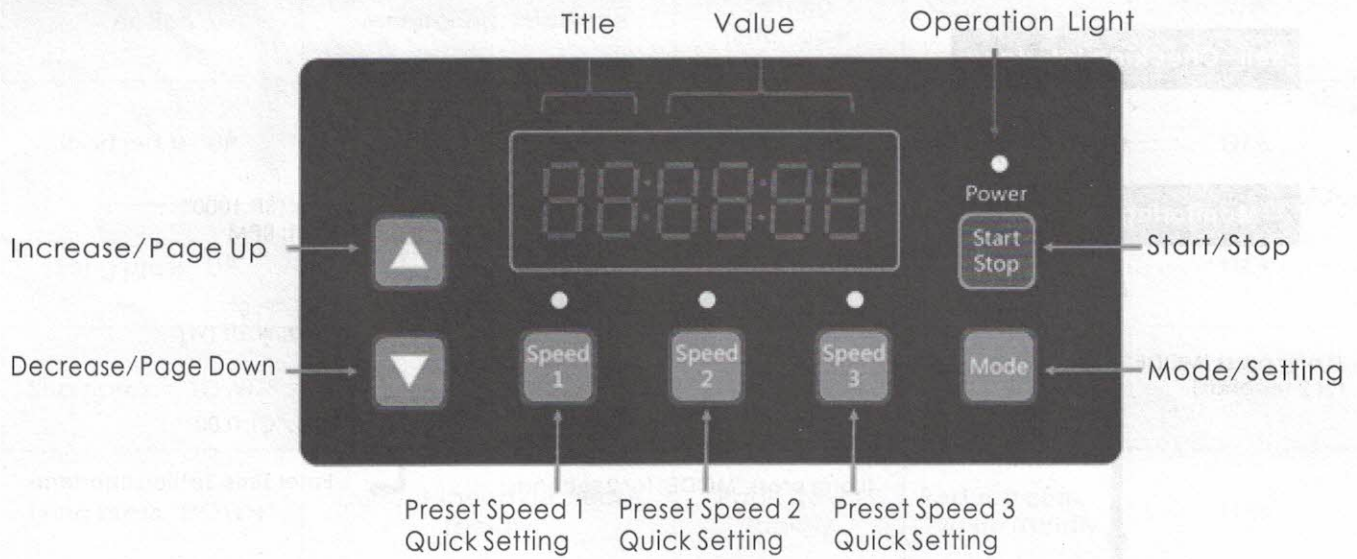 Title Value Operation Light
Power
Increase/Page Up
Start
Stop
Start/Stop
Decrease/Page Down
Speed
1
Speed
2
Speed
3
Mode
Mode/Setting
Preset Speed 1
Quick Setting
Preset Speed 2
Quick Setting
Preset Speed 3
Quick Setting